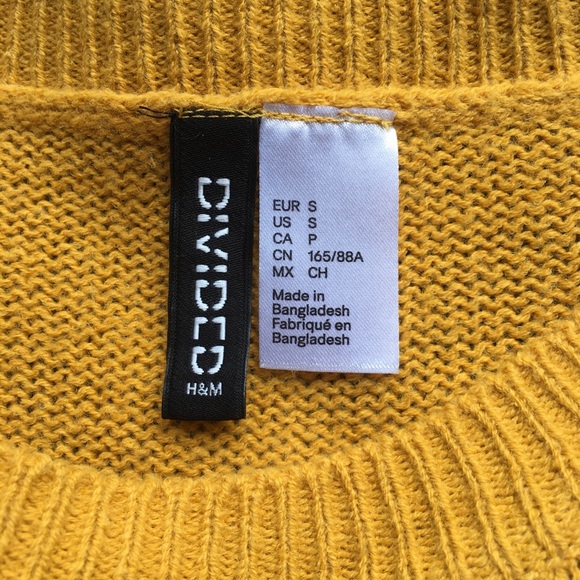 DIVIDED
H&M
EUR S
US S
CA P
CN 165/88A
MX CH
Made in
Bangladesh
Fabriqué en
Bangladesh